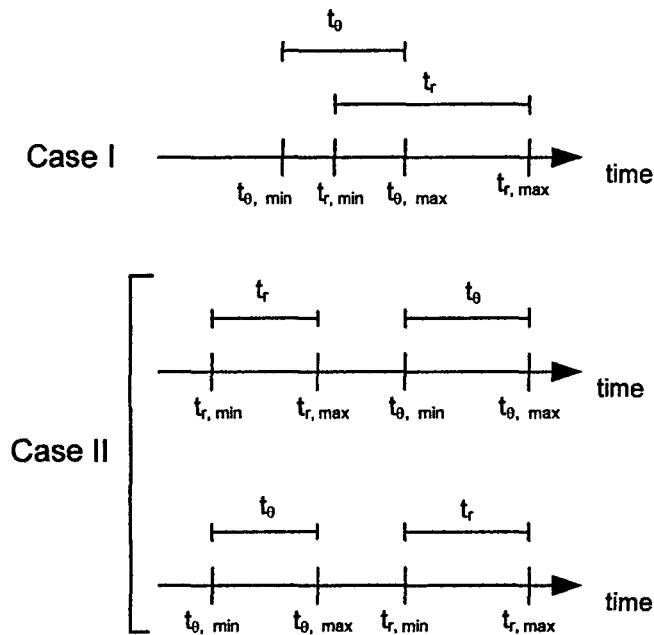 tθ
tr
Case I
time
tθ, min tr, min tθ, max tr, max
tr tθ
time
tr, min tr, max tθ, min tθ, max
Case II
tθ tr
time
tθ, min tθ, max tr, min tr, max